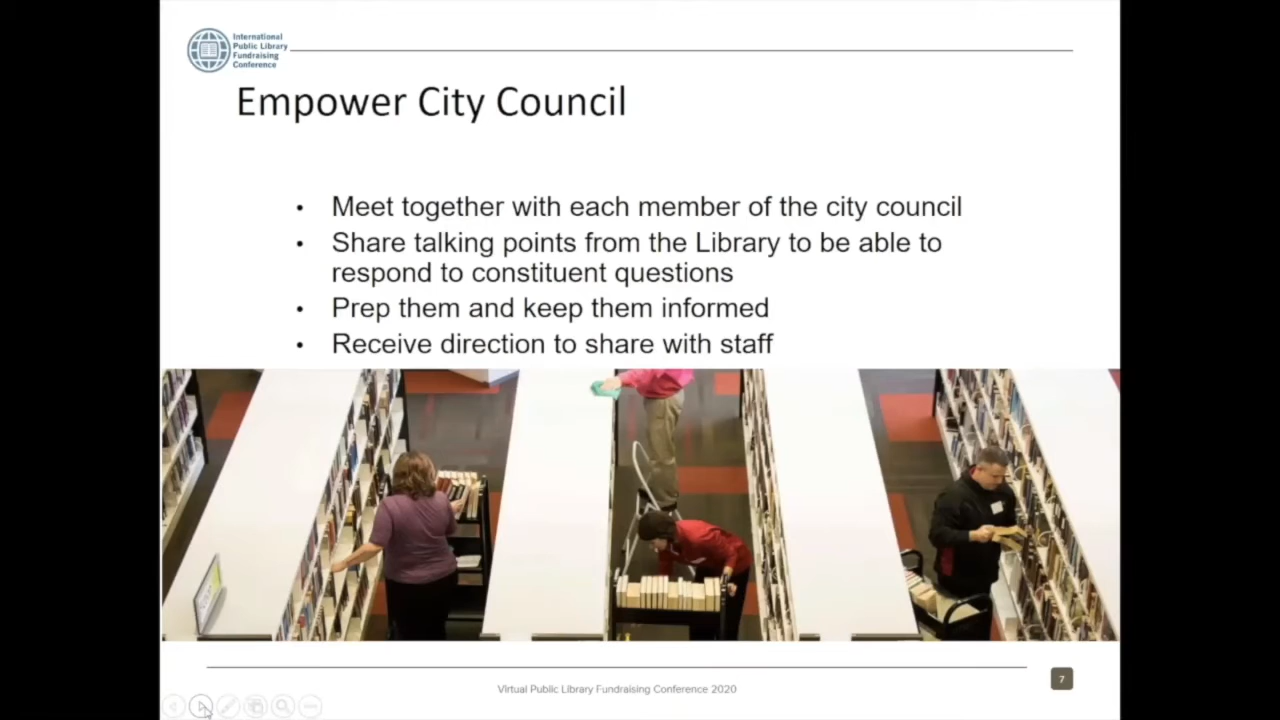 International
Public Library
Fundraising
Conference
Empower City Council
• Meet together with each member of the city council
• Share talking points from the Library to be able to
respond to constituent questions
• Prep them and keep them informed
• Receive direction to share with staff
Virtual Public Library Fundraising Conference 2020
7